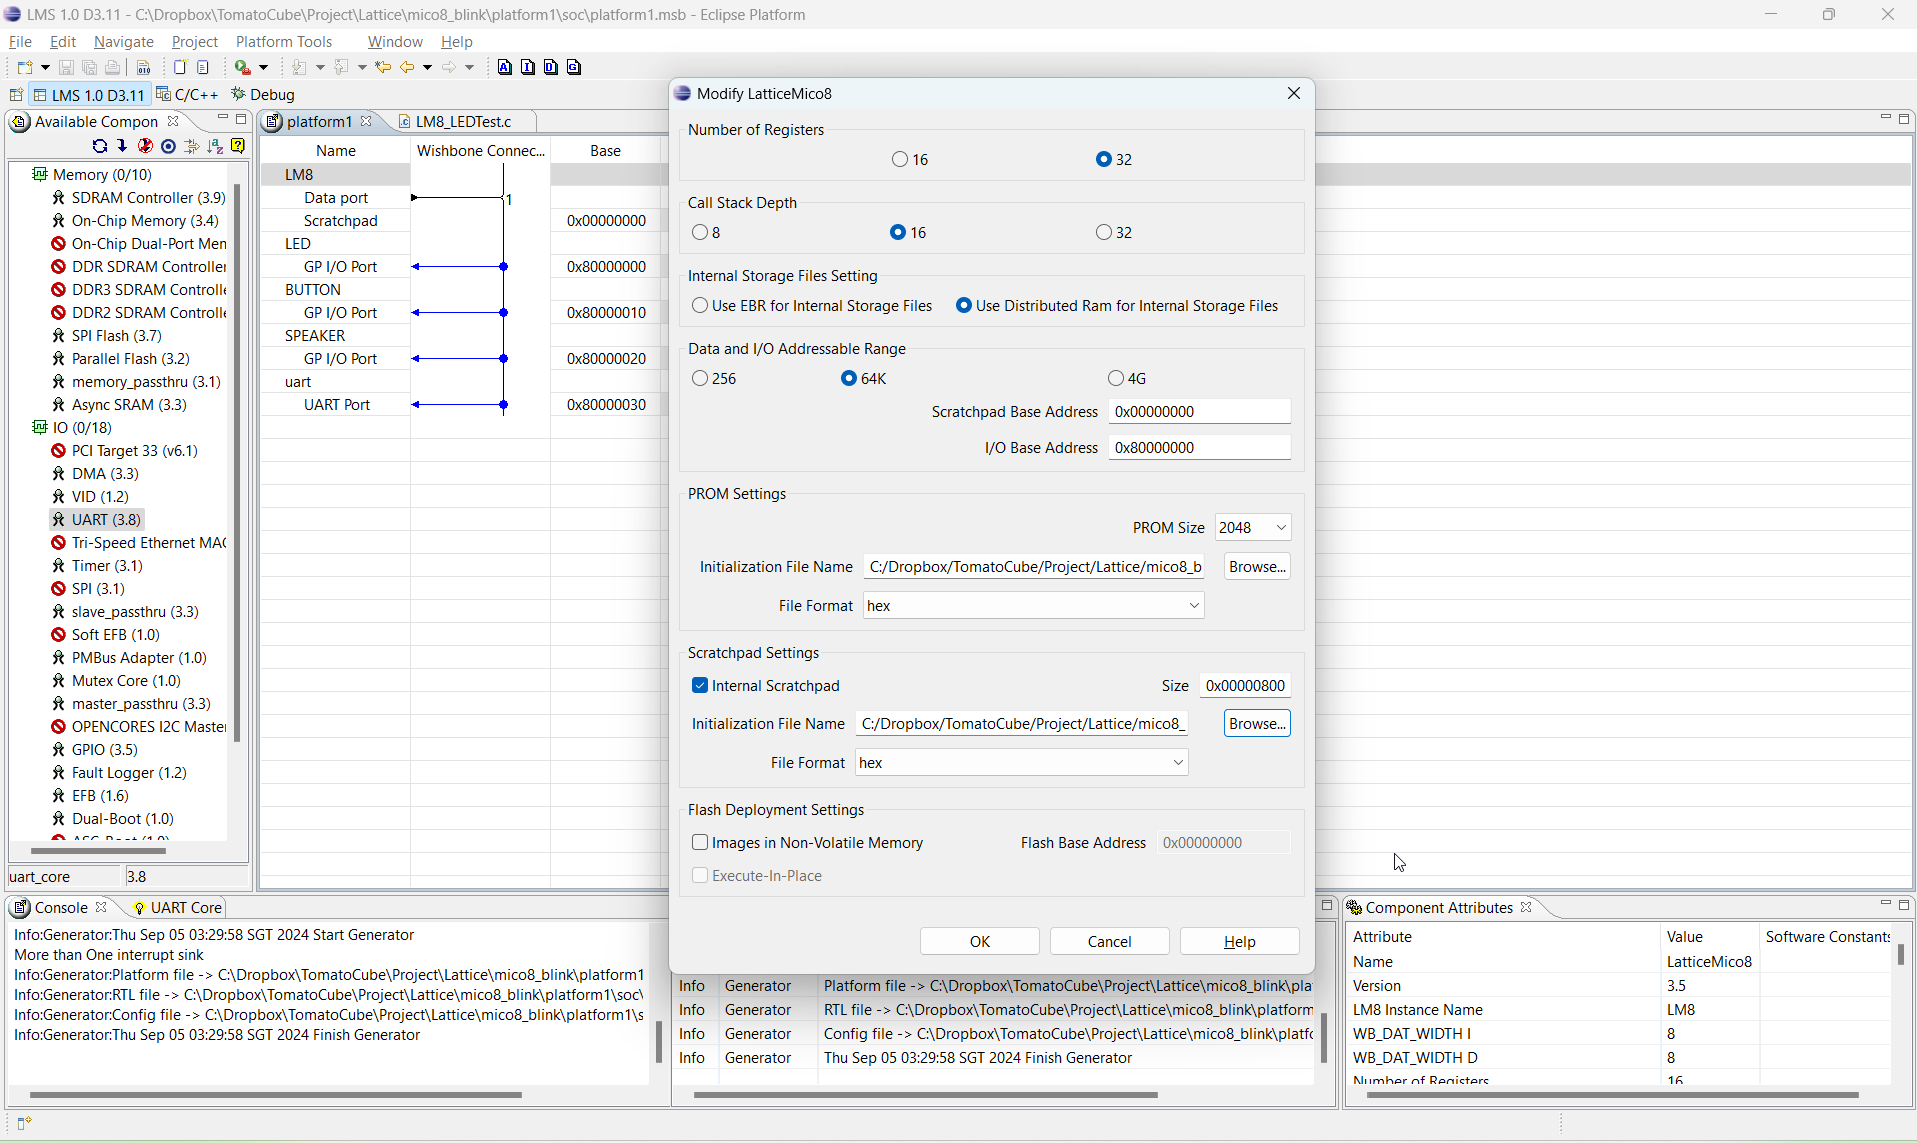 LMS 1.0 D3.11 - C:\Dropbox\TomatoCube\Project\Lattice\mico8_blink\platform1\soc\platform1.msb - Eclipse Platform
File Edit Navigate Project Platform Tools Window Help
010 A I D G
LMS 1.0 D3.11 C/C++ Debug
Available Compon
Memory (0/10)
SDRAM Controller (3.9)
On-Chip Memory (3.4)
On-Chip Dual-Port Mem
DDR SDRAM Controller
DDR3 SDRAM Controlle
DDR2 SDRAM Controlle
SPI Flash (3.7)
Parallel Flash (3.2)
memory_passthru (3.1)
Async SRAM (3.3)
IO (0/18)
PCI Target 33 (v6.1)
DMA (3.3)
VID (1.2)
UART (3.8)
Tri-Speed Ethernet MAC
Timer (3.1)
SPI (3.1)
slave_passthru (3.3)
Soft EFB (1.0)
PMBus Adapter (1.0)
Mutex Core (1.0)
master_passthru (3.3)
OPENCORES I2C Master
GPIO (3.5)
Fault Logger (1.2)
EFB (1.6)
Dual-Boot (1.0)
uart_core 3.8
platform1 LM8_LEDTest.c
Name Wishbone Connec... Base
LM8
Data port 1
Scratchpad 0x00000000
LED
GP I/O Port 0x80000000
BUTTON
GP I/O Port 0x80000010
SPEAKER
GP I/O Port 0x80000020
uart
UART Port 0x80000030
Modify LatticeMico8
Number of Registers
16 32
Call Stack Depth
8 16 32
Internal Storage Files Setting
Use EBR for Internal Storage Files Use Distributed Ram for Internal Storage Files
Data and I/O Addressable Range
256 64K 4G
Scratchpad Base Address 0x00000000
I/O Base Address 0x80000000
PROM Settings
PROM Size 2048
Initialization File Name C:/Dropbox/TomatoCube/Project/Lattice/mico8_b Browse...
File Format hex
Scratchpad Settings
Internal Scratchpad Size 0x00000800
Initialization File Name C:/Dropbox/TomatoCube/Project/Lattice/mico8_ Browse...
File Format hex
Flash Deployment Settings
Images in Non-Volatile Memory Flash Base Address 0x00000000
Execute-In-Place
OK Cancel Help
Console UART Core
Info:Generator:Thu Sep 05 03:29:58 SGT 2024 Start Generator
More than One interrupt sink
Info:Generator:Platform file -> C:\Dropbox\TomatoCube\Project\Lattice\mico8_blink\platform1
Info:Generator:RTL file -> C:\Dropbox\TomatoCube\Project\Lattice\mico8_blink\platform1\soc\
Info:Generator:Config file -> C:\Dropbox\TomatoCube\Project\Lattice\mico8_blink\platform1\s
Info:Generator:Thu Sep 05 03:29:58 SGT 2024 Finish Generator
Info Generator Platform file -> C:\Dropbox\TomatoCube\Project\Lattice\mico8_blink\pla
Info Generator RTL file -> C:\Dropbox\TomatoCube\Project\Lattice\mico8_blink\platform
Info Generator Config file -> C:\Dropbox\TomatoCube\Project\Lattice\mico8_blink\platfo
Info Generator Thu Sep 05 03:29:58 SGT 2024 Finish Generator
Component Attributes
Attribute Value Software Constants
Name LatticeMico8
Version 3.5
LM8 Instance Name LM8
WB_DAT_WIDTH I 8
WB_DAT_WIDTH D 8
Number of Registers 16